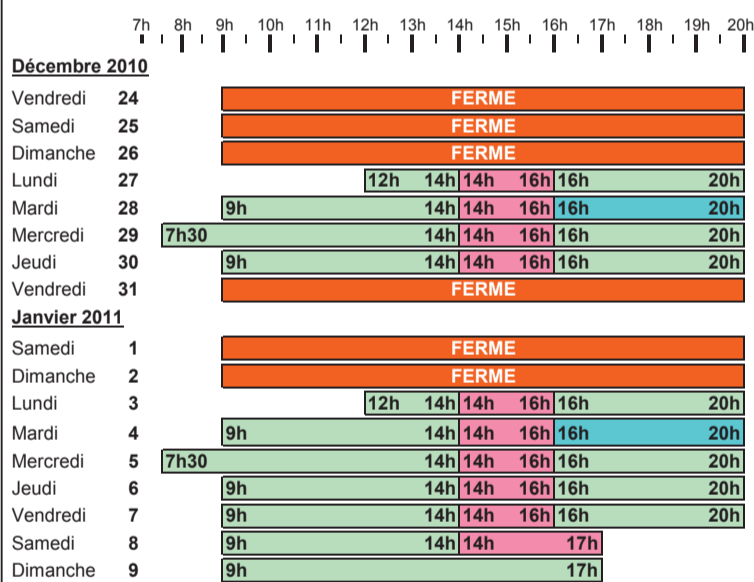 7h 8h 9h 10h 11h 12h 13h 14h 15h 16h 17h 18h 19h 20h
Décembre 2010
Vendredi 24 FERME
Samedi 25 FERME
Dimanche 26 FERME
Lundi 27 12h 14h 14h 16h 16h 20h
Mardi 28 9h 14h 14h 16h 16h 20h
Mercredi 29 7h30 14h 14h 16h 16h 20h
Jeudi 30 9h 14h 14h 16h 16h 20h
Vendredi 31 FERME
Janvier 2011
Samedi 1 FERME
Dimanche 2 FERME
Lundi 3 12h 14h 14h 16h 16h 20h
Mardi 4 9h 14h 14h 16h 16h 20h
Mercredi 5 7h30 14h 14h 16h 16h 20h
Jeudi 6 9h 14h 14h 16h 16h 20h
Vendredi 7 9h 14h 14h 16h 16h 20h
Samedi 8 9h 14h 14h 17h
Dimanche 9 9h 17h